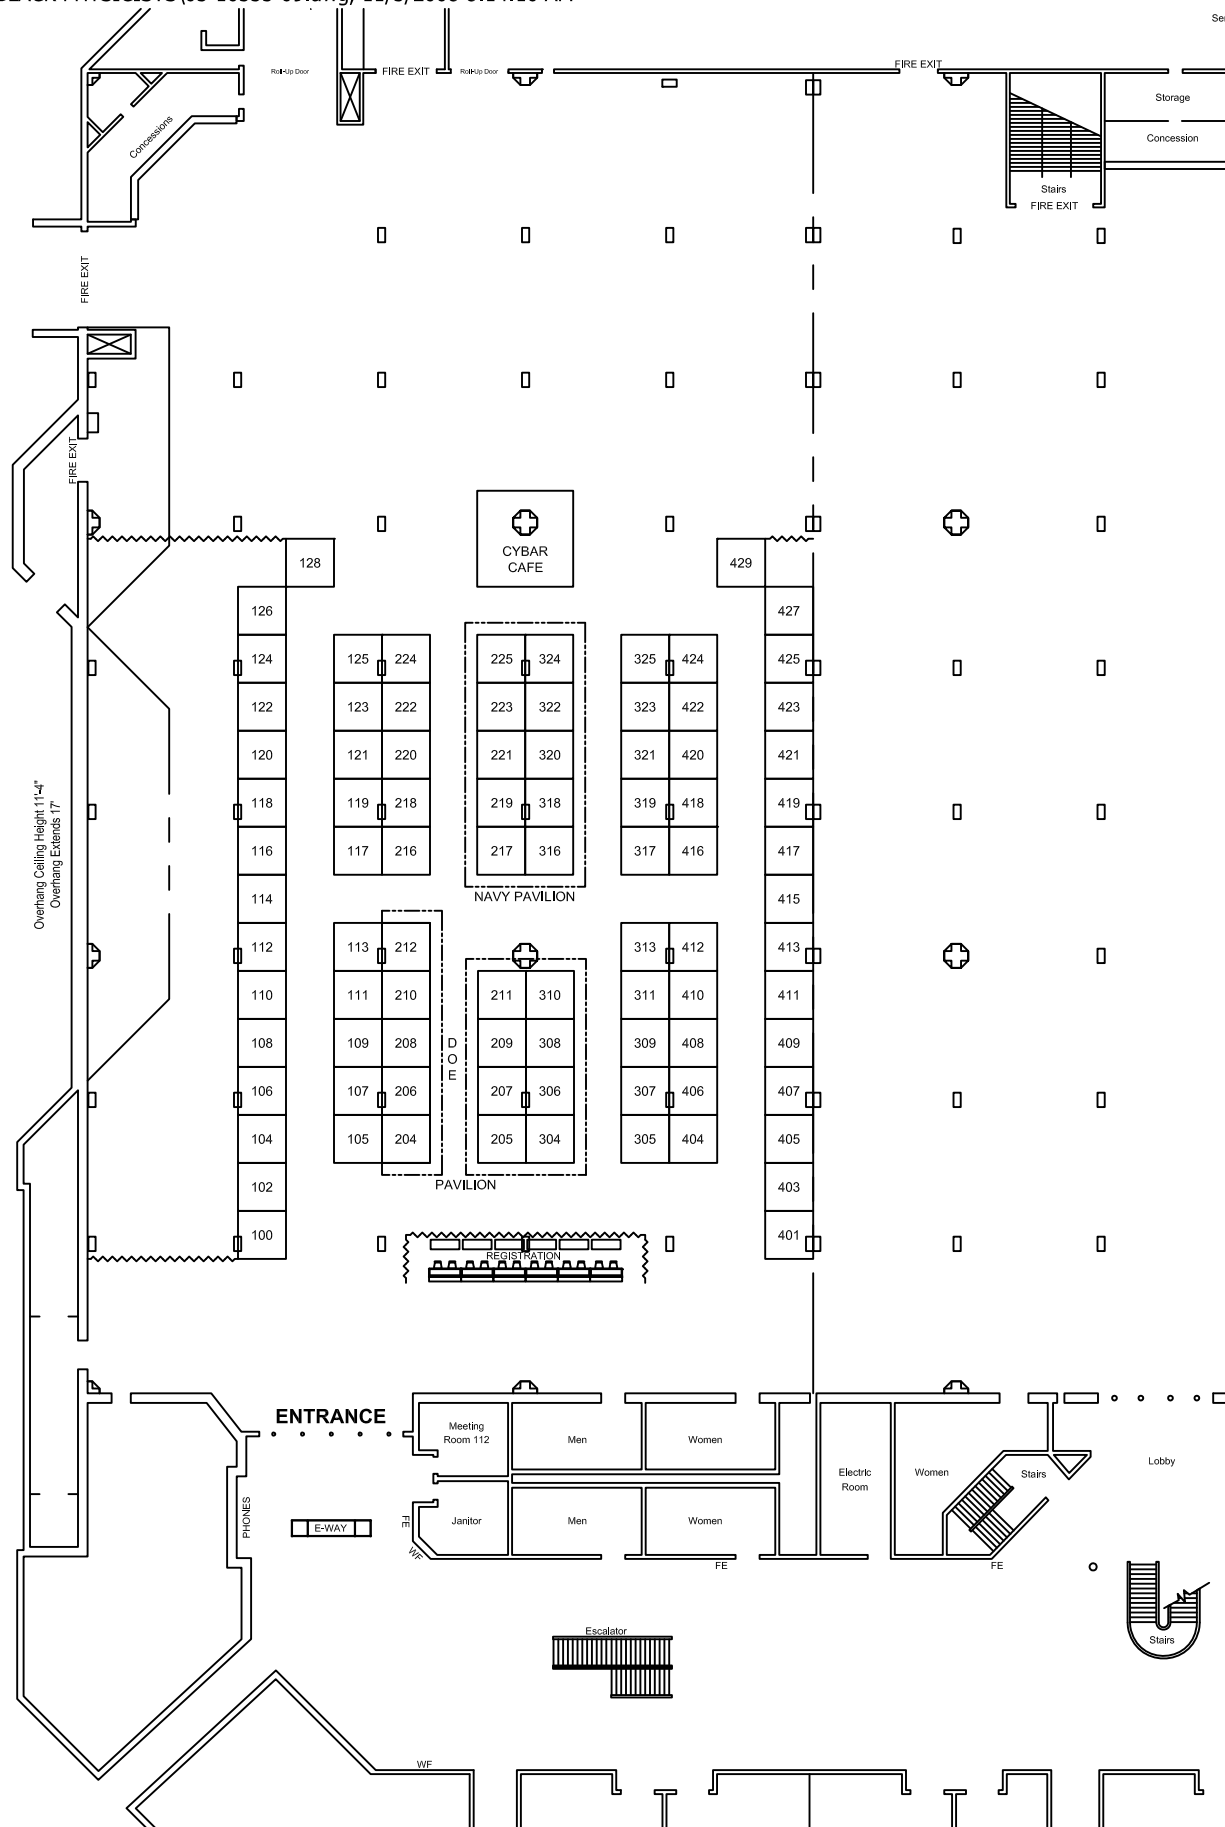 Roll-Up Door
FIRE EXIT
Roll-Up Door
FIRE EXIT
Storage
Concession
Concessions
Stairs
FIRE EXIT
FIRE EXIT
FIRE EXIT
CYBAR
CAFE
128
429
126
427
124
125 224
225 324
325 424
425
122
123 222
223 322
323 422
423
120
121 220
221 320
321 420
421
118
119 218
219 318
319 418
419
116
117 216
217 316
317 416
417
Overhang Ceiling Height 11'-4"
Overhang Extends 17'
NAVY PAVILION
114
415
112
113 212
313 412
413
110
111 210
211 310
311 410
411
108
109 208
DOE
209 308
309 408
409
106
107 206
207 306
307 406
407
104
105 204
205 304
305 404
405
PAVILION
102
403
100
401
REGISTRATION
ENTRANCE
Meeting
Room 112
Men
Women
Electric
Room
Women
Stairs
Lobby
PHONES
E-WAY
FE
WF
Janitor
Men
Women
FE
FE
Escalator
Stairs
WF